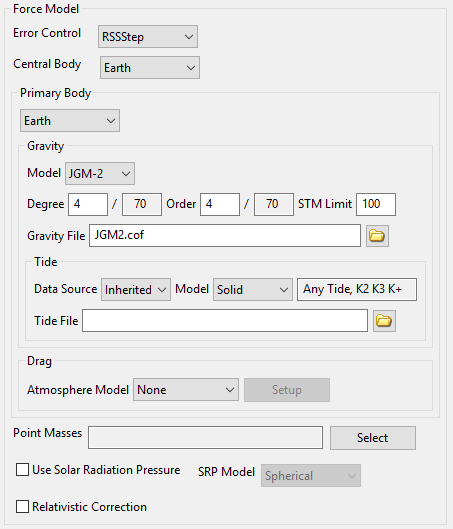 Force Model
Error Control RSSStep
Central Body Earth
Primary Body
Earth
Gravity
Model JGM-2
Degree 4 / 70 Order 4 / 70 STM Limit 100
Gravity File JGM2.cof
Tide
Data Source Inherited Model Solid Any Tide, K2 K3 K+
Tide File
Drag
Atmosphere Model None Setup
Point Masses Select
Use Solar Radiation Pressure SRP Model Spherical
Relativistic Correction